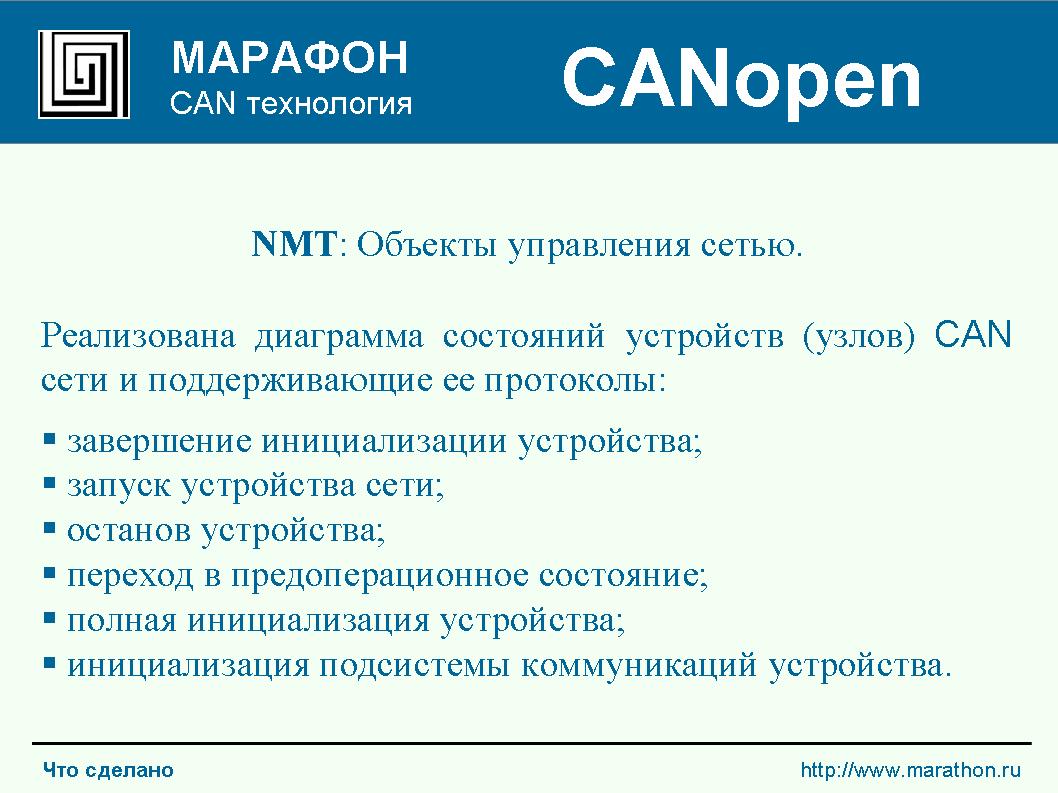 МАРАФОН
CAN технология
CANopen
NMT: Объекты управления сетью.
Реализована диаграмма состояний устройств (узлов) CAN
сети и поддерживающие ее протоколы:
▪ завершение инициализации устройства;
▪ запуск устройства сети;
▪ останов устройства;
▪ переход в предоперационное состояние;
▪ полная инициализация устройства;
▪ инициализация подсистемы коммуникаций устройства.
Что сделано
http://www.marathon.ru